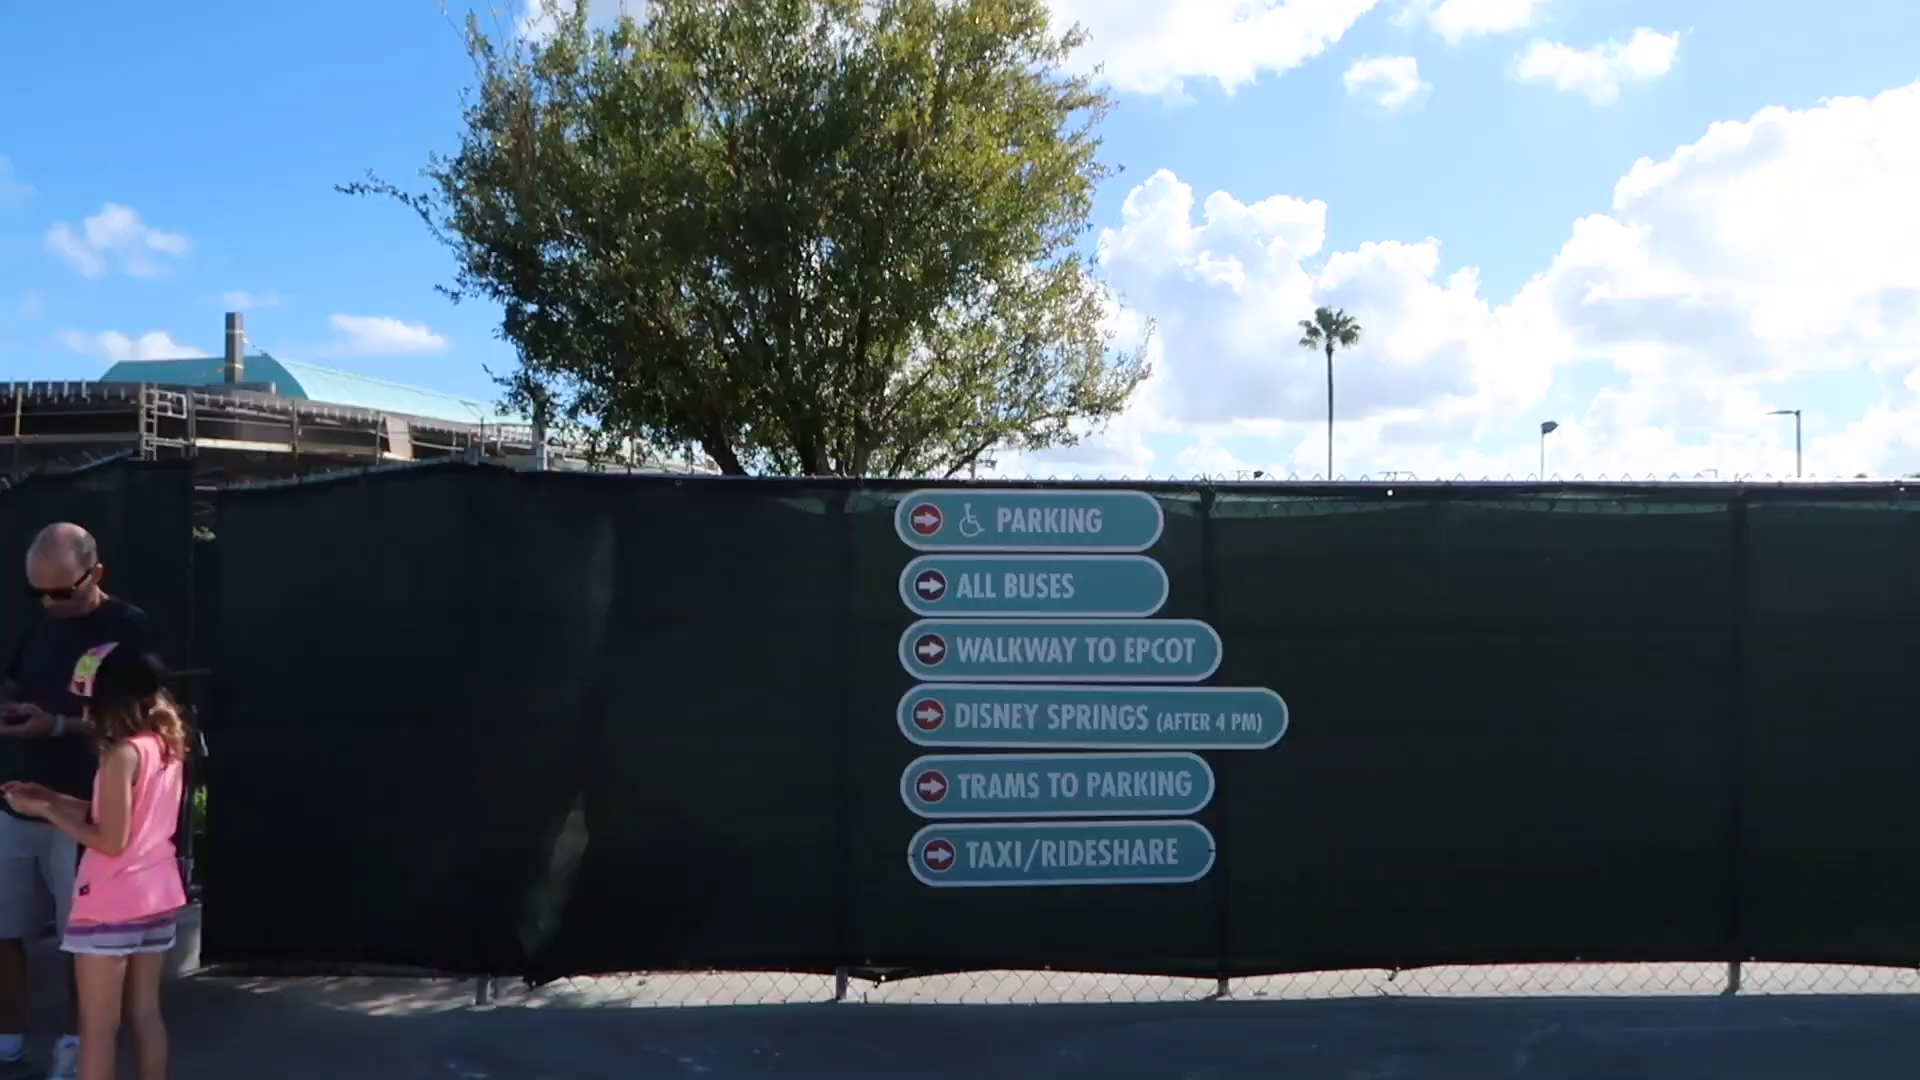 PARKING
ALL BUSES
WALKWAY TO EPCOT
DISNEY SPRINGS (AFTER 4 PM)
TRAMS TO PARKING
TAXI/RIDESHARE